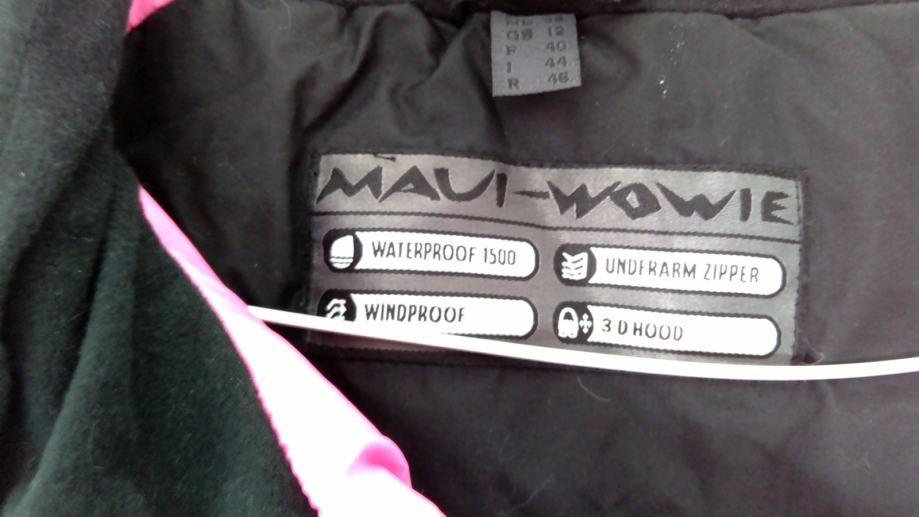 GB 12
F 40
I 44
R 46
MAUI-WOWIE
WATERPROOF 1500
UNDERARM ZIPPER
WINDPROOF
3-D HOOD